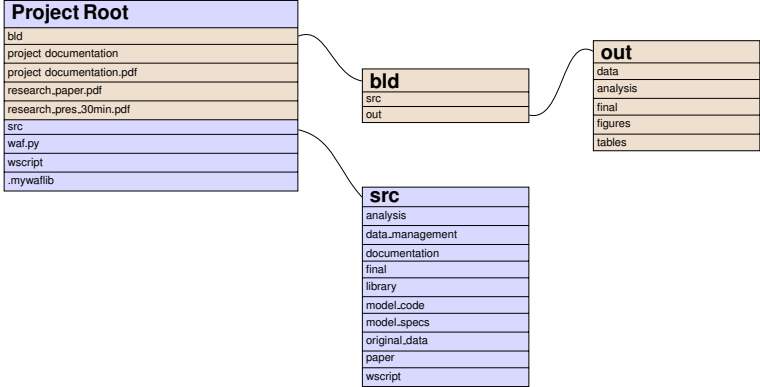 Project Root
bld
project documentation
project documentation.pdf
research_paper.pdf
research_pres_30min.pdf
src
waf.py
wscript
.mywaflib
bld
src
out
out
data
analysis
final
figures
tables
src
analysis
data_management
documentation
final
library
model_code
model_specs
original_data
paper
wscript